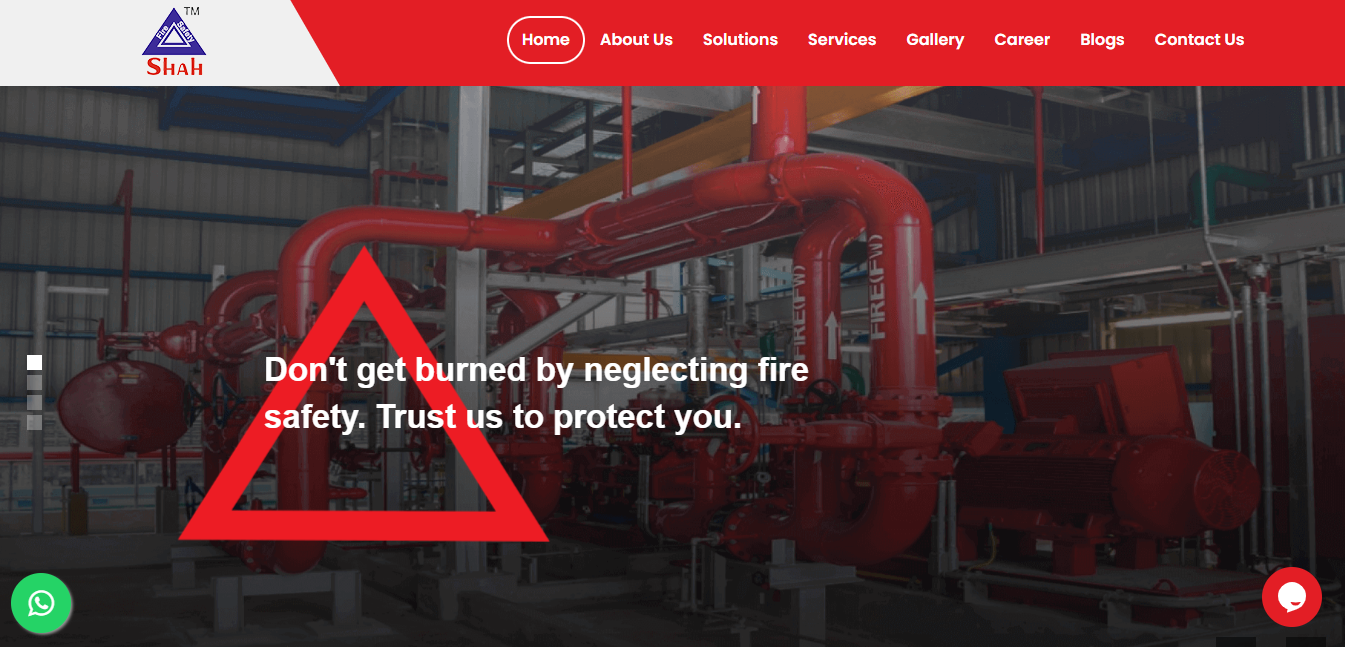 TM
Fire Safety
SHAH
Home About Us Solutions Services Gallery Career Blogs Contact Us
FIRE(FW)
FIRE(FW)
Don't get burned by neglecting fire
safety. Trust us to protect you.